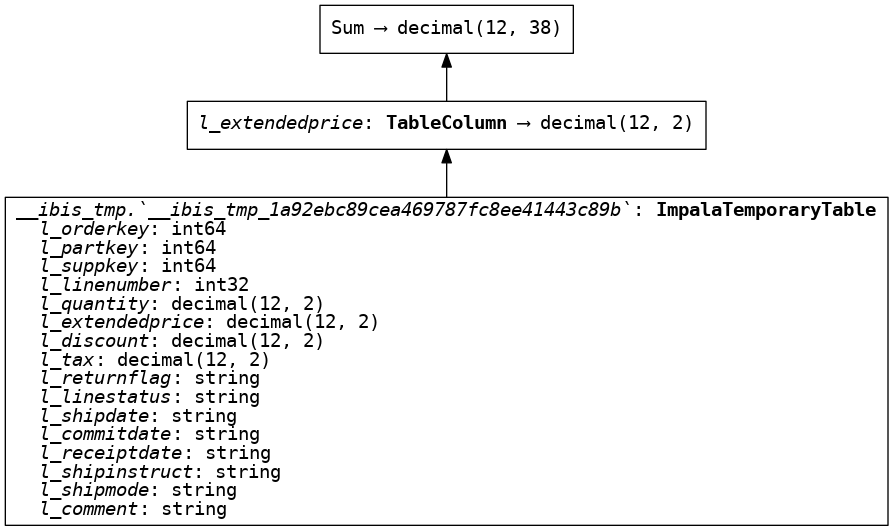 Sum → decimal(12, 38)
l_extendedprice: TableColumn → decimal(12, 2)
__ibis_tmp.`__ibis_tmp_1a92ebc89cea469787fc8ee41443c89b`: ImpalaTemporaryTable
l_orderkey: int64
l_partkey: int64
l_suppkey: int64
l_linenumber: int32
l_quantity: decimal(12, 2)
l_extendedprice: decimal(12, 2)
l_discount: decimal(12, 2)
l_tax: decimal(12, 2)
l_returnflag: string
l_linestatus: string
l_shipdate: string
l_commitdate: string
l_receiptdate: string
l_shipinstruct: string
l_shipmode: string
l_comment: string